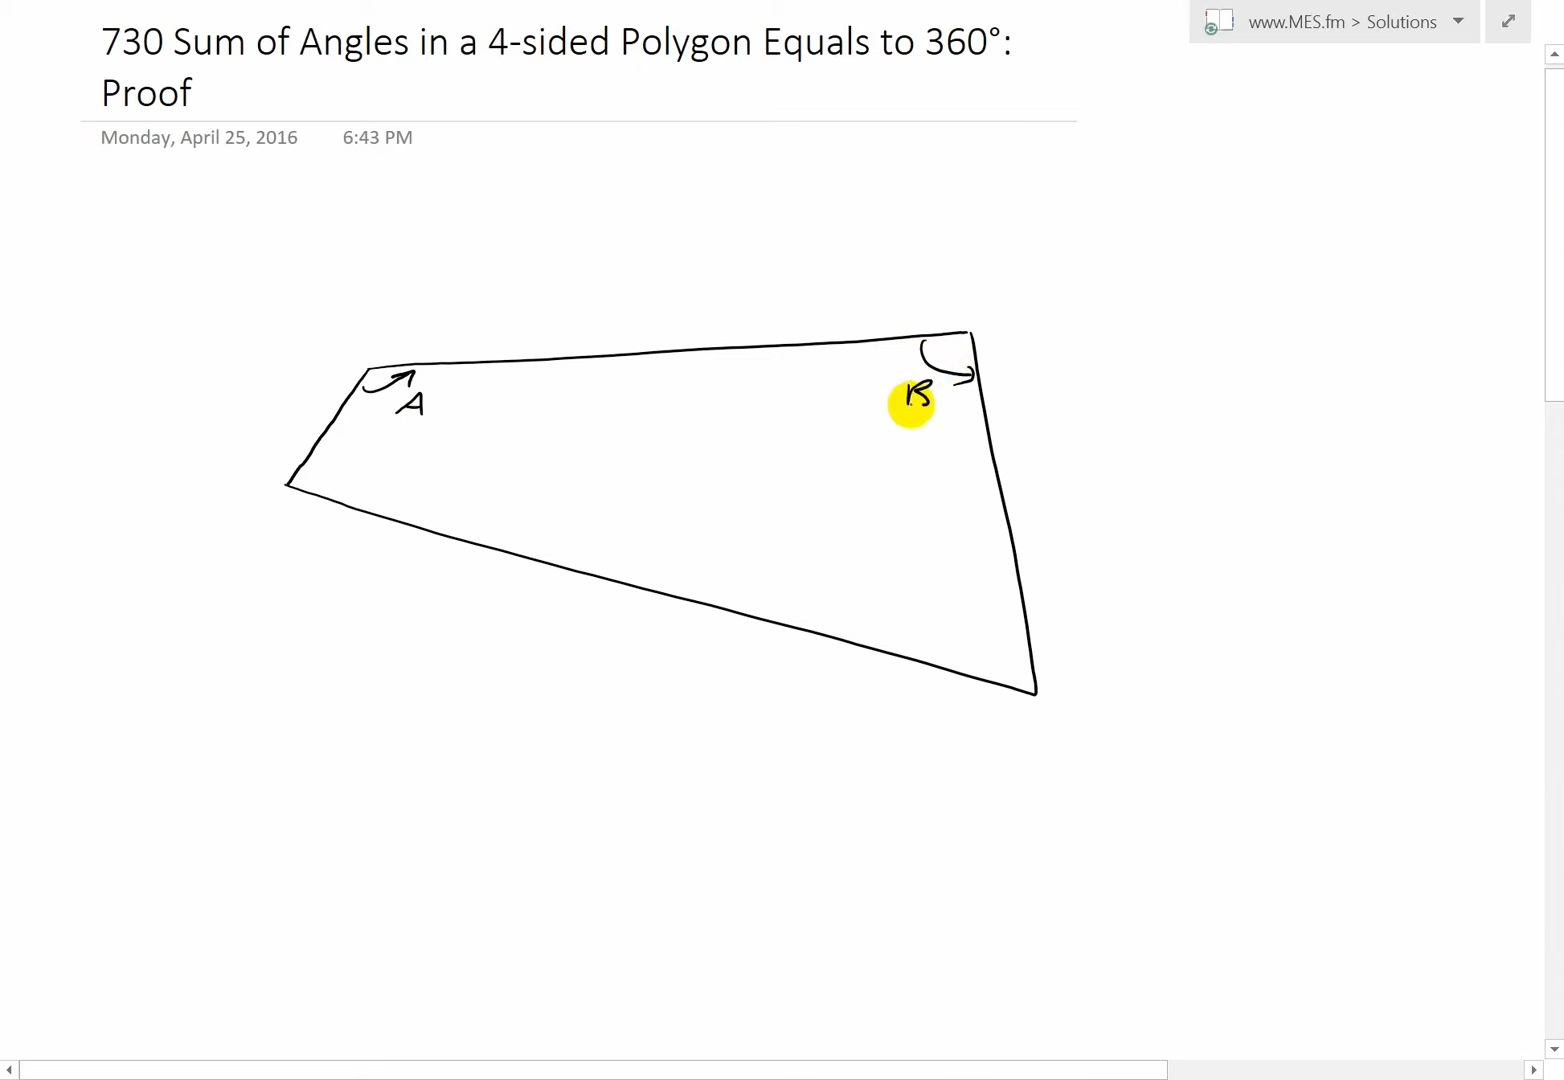 www.MES.fm > Solutions
730 Sum of Angles in a 4-sided Polygon Equals to 360°:
Proof
Monday, April 25, 2016 6:43 PM
A
B